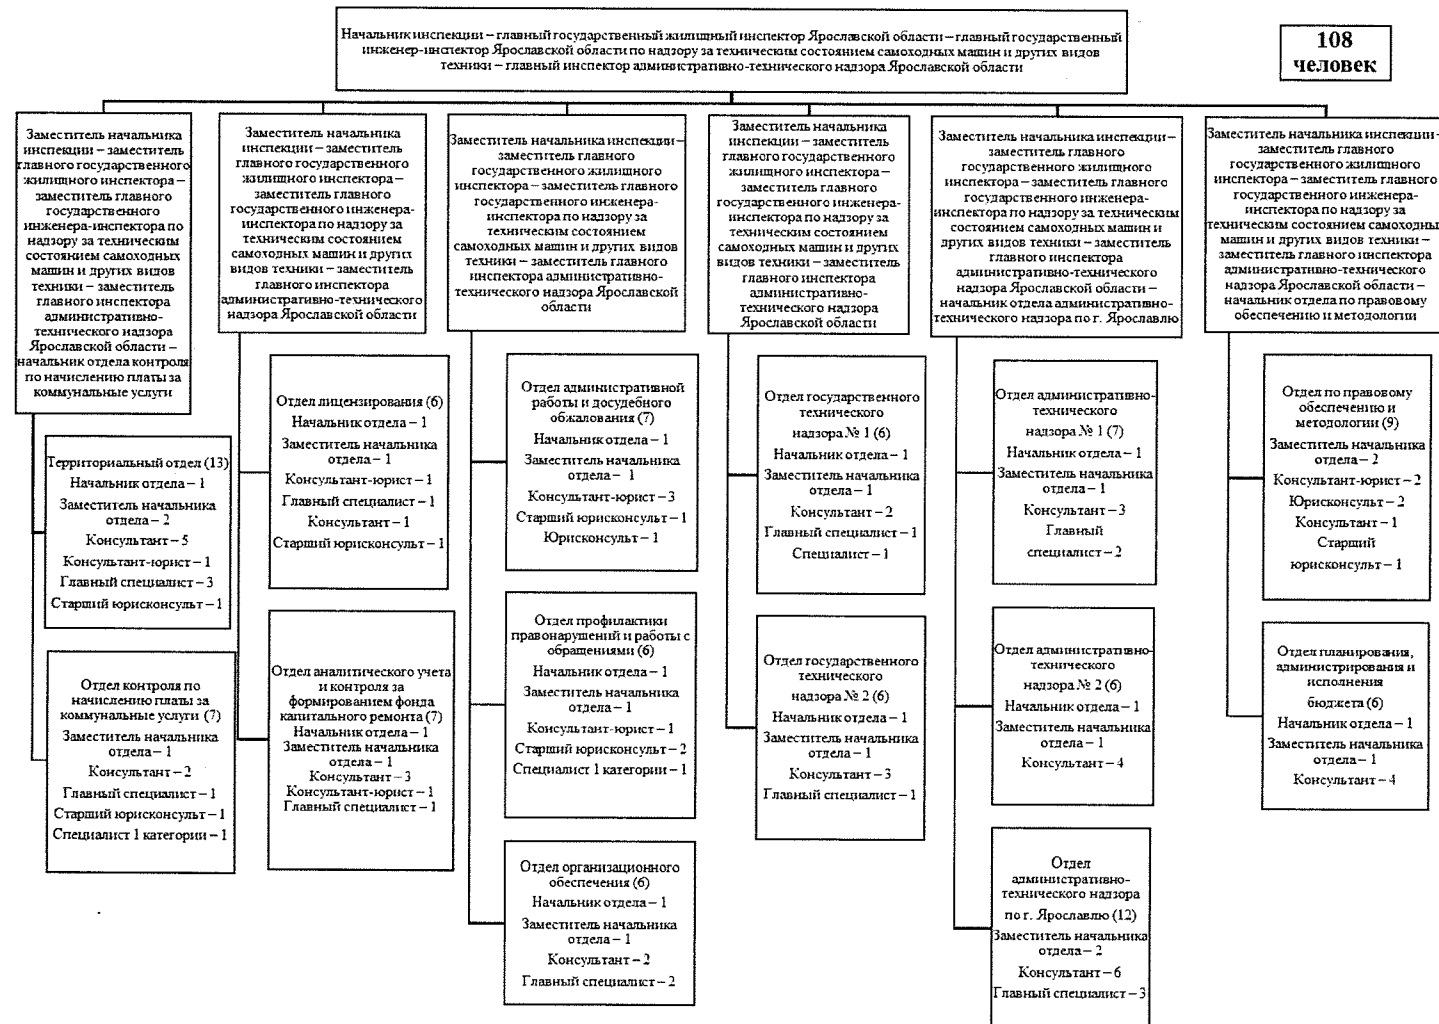 Начальник инспекции – главный государственный жилищный инспектор Ярославской области – главный государственный
инженер-инспектор Ярославской области по надзору за техническим состоянием самоходных машин и других видов
техники – главный инспектор административно-технического надзора Ярославской области
108
человек
Заместитель начальника
инспекции – заместитель
главного государственного
жилищного инспектора –
заместитель главного
государственного
инженера-инспектора по
надзору за техническим
состоянием самоходных
машин и других видов
техники – заместитель
главного инспектора
административно-
технического надзора
Ярославской области –
начальник отдела контроля
по начислению платы за
коммунальные услуги
Территориальный отдел (13)
Начальник отдела – 1
Заместитель начальника
отдела – 2
Консультант – 5
Консультант-юрист – 1
Главный специалист – 3
Старший юрисконсульт – 1
Отдел контроля по
начислению платы за
коммунальные услуги (7)
Заместитель начальника
отдела – 1
Консультант – 2
Главный специалист – 1
Старший юрисконсульт – 1
Специалист 1 категории – 1
Заместитель начальника
инспекции – заместитель
главного государственного
жилищного инспектора –
заместитель главного
государственного инженера-
инспектора по надзору за
техническим состоянием
самоходных машин и других
видов техники – заместитель
главного инспектора
административно-технического
надзора Ярославской области
Отдел лицензирования (6)
Начальник отдела – 1
Заместитель начальника
отдела – 1
Консультант-юрист – 1
Главный специалист – 1
Консультант – 1
Старший юрисконсульт – 1
Отдел аналитического учета
и контроля за
формированием фонда
капитального ремонта (7)
Начальник отдела – 1
Заместитель начальника
отдела – 1
Консультант – 3
Консультант-юрист – 1
Главный специалист – 1
Заместитель начальника инспекции –
заместитель главного
государственного жилищного
инспектора – заместитель главного
государственного инженера-
инспектора по надзору за
техническим состоянием
самоходных машин и других видов
техники – заместитель главного
инспектора административно-
технического надзора Ярославской
области
Отдел административной
работы и досудебного
обжалования (7)
Начальник отдела – 1
Заместитель начальника
отдела – 1
Консультант-юрист – 3
Старший юрисконсульт – 1
Юрисконсульт – 1
Отдел профилактики
правонарушений и работы с
обращениями (6)
Начальник отдела – 1
Заместитель начальника
отдела – 1
Консультант-юрист – 1
Старший юрисконсульт – 2
Специалист 1 категории – 1
Отдел организационного
обеспечения (6)
Начальник отдела – 1
Заместитель начальника
отдела – 1
Консультант – 2
Главный специалист – 2
Заместитель начальника
инспекции – заместитель
главного государственного
жилищного инспектора –
заместитель главного
государственного инженера-
инспектора по надзору за
техническим состоянием
самоходных машин и других
видов техники – заместитель
главного инспектора
административно-
технического надзора
Ярославской области
Отдел государственного
технического
надзора № 1 (6)
Начальник отдела – 1
Заместитель начальника
отдела – 1
Консультант – 2
Главный специалист – 1
Специалист – 1
Отдел государственного
технического
надзора № 2 (6)
Начальник отдела – 1
Заместитель начальника
отдела – 1
Консультант – 3
Главный специалист – 1
Заместитель начальника инспекции –
заместитель главного
государственного жилищного
инспектора – заместитель главного
государственного инженера-
инспектора по надзору за техническим
состоянием самоходных машин и
других видов техники – заместитель
главного инспектора
административно-технического
надзора Ярославской области –
начальник отдела административно-
технического надзора по г. Ярославлю
Отдел административно-
технического
надзора № 1 (7)
Начальник отдела – 1
Заместитель начальника
отдела – 1
Консультант – 3
Главный
специалист – 2
Отдел административно-
технического
надзора № 2 (6)
Начальник отдела – 1
Заместитель начальника
отдела – 1
Консультант – 4
Отдел
административно-
технического надзора
по г. Ярославлю (12)
Заместитель начальника
отдела – 2
Консультант – 6
Главный специалист – 3
Заместитель начальника инспекции –
заместитель главного
государственного жилищного
инспектора – заместитель главного
государственного инженера-
инспектора по надзору за
техническим состоянием самоходных
машин и других видов техники –
заместитель главного инспектора
административно-технического
надзора Ярославской области –
начальник отдела по правовому
обеспечению и методологии
Отдел по правовому
обеспечению и
методологии (9)
Заместитель начальника
отдела – 2
Консультант-юрист – 2
Юрисконсульт – 2
Консультант – 1
Старший
юрисконсульт – 1
Отдел планирования,
администрирования и
исполнения
бюджета (6)
Начальник отдела – 1
Заместитель начальника
отдела – 1
Консультант – 4